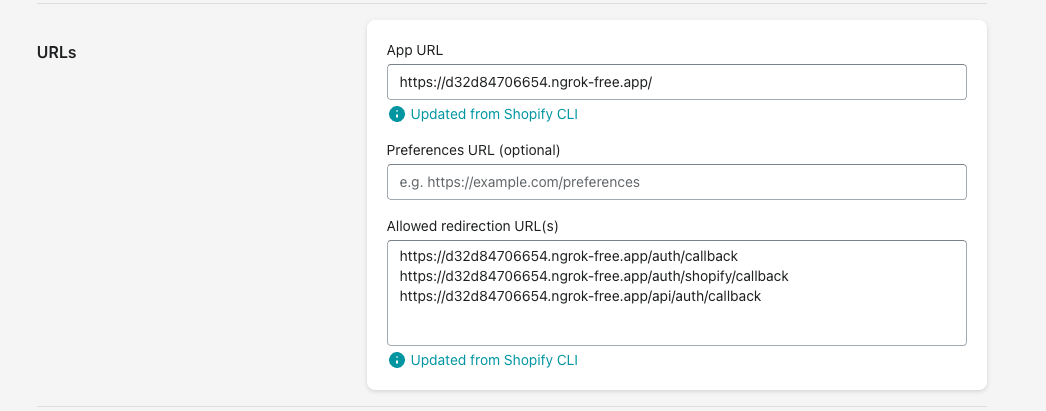 URLs
App URL
https://d32d84706654.ngrok-free.app/
Updated from Shopify CLI
Preferences URL (optional)
e.g. https://example.com/preferences
Allowed redirection URL(s)
https://d32d84706654.ngrok-free.app/auth/callback
https://d32d84706654.ngrok-free.app/auth/shopify/callback
https://d32d84706654.ngrok-free.app/api/auth/callback
Updated from Shopify CLI